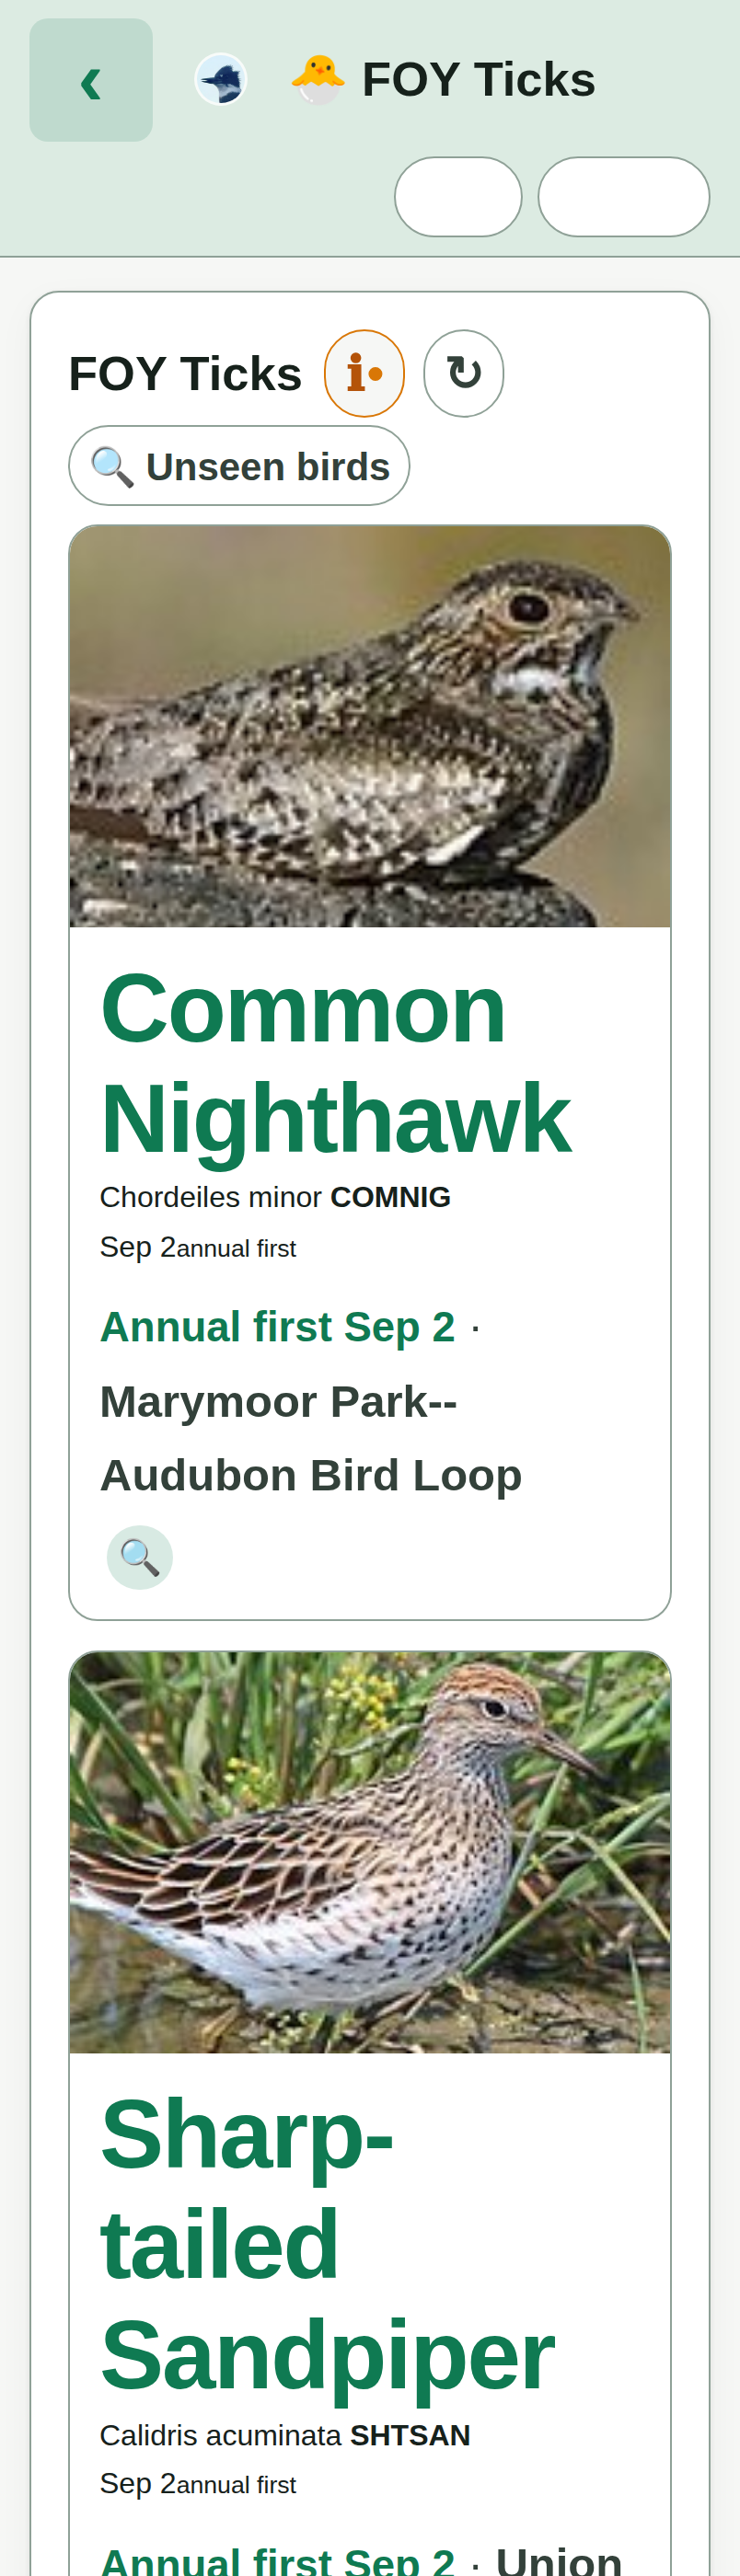 ‹ 🐣 FOY Ticks
FOY Ticks i• ↻
🔍 Unseen birds
Common
Nighthawk
Chordeiles minor COMNIG
Sep 2annual first
Annual first Sep 2 ·
Marymoor Park--
Audubon Bird Loop
🔍
Sharp-
tailed
Sandpiper
Calidris acuminata SHTSAN
Sep 2annual first
Annual first Sep 2 · Union